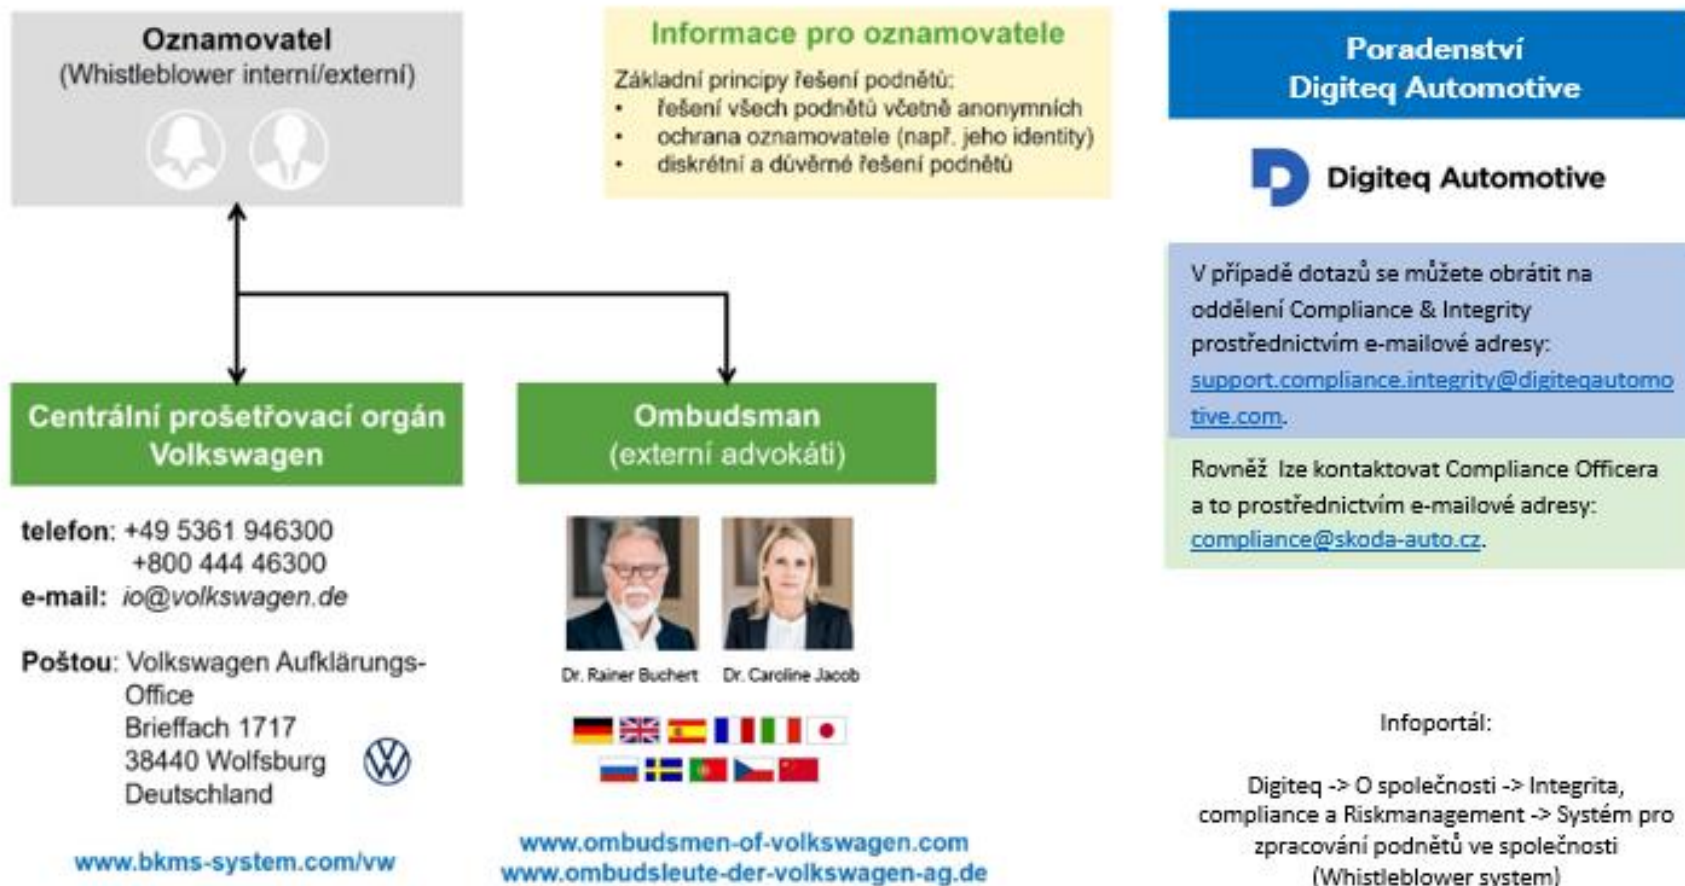 Oznamovatel
(Whistleblower interní/externí)
Informace pro oznamovatele
Základní principy řešení podnětů:
• řešení všech podnětů včetně anonymních
• ochrana oznamovatele (např. jeho identity)
• diskrétní a důvěrné řešení podnětů
Centrální prošetřovací orgán
Volkswagen
telefon: +49 5361 946300
+800 444 46300
e-mail: io@volkswagen.de
Poštou: Volkswagen Aufklärungs-
Office
Brieffach 1717
38440 Wolfsburg
Deutschland
www.bkms-system.com/vw
Ombudsman
(externí advokáti)
Dr. Rainer Buchert Dr. Caroline Jacob
www.ombudsmen-of-volkswagen.com
www.ombudsleute-der-volkswagen-ag.de
Poradenství
Digiteq Automotive
Digiteq Automotive
V případě dotazů se můžete obrátit na
oddělení Compliance & Integrity
prostřednictvím e-mailové adresy:
support.compliance.integrity@digiteqautomo
tive.com.
Rovněž lze kontaktovat Compliance Officera
a to prostřednictvím e-mailové adresy:
compliance@skoda-auto.cz.
Infoportál:
Digiteq -> O společnosti -> Integrita,
compliance a Riskmanagement -> Systém pro
zpracování podnětů ve společnosti
(Whistleblower system)